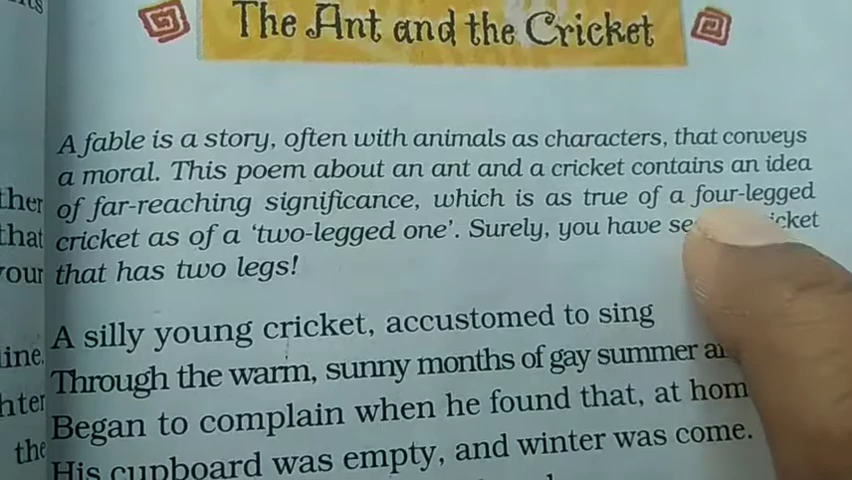 The Ant and the Cricket
A fable is a story, often with animals as characters, that conveys
a moral. This poem about an ant and a cricket contains an idea
ther of far-reaching significance, which is as true of a four-legged
that cricket as of a 'two-legged one'. Surely, you have se icket
your that has two legs!
A silly young cricket, accustomed to sing
ine. Through the warm, sunny months of gay summer a
hter Began to complain when he found that, at hom
the His cupboard was empty, and winter was come.